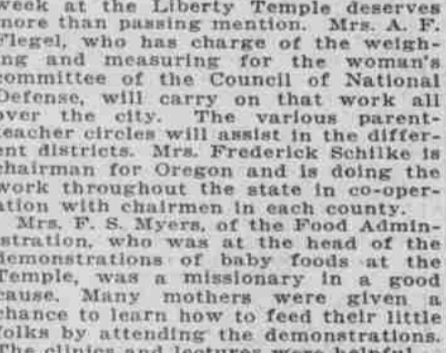 week at the Liberty Temple deserves
more than passing mention. Mrs. A. F.
Flegel, who has charge of the weigh-
ing and measuring for the woman's
committee of the Council of National
Defense, will carry on that work all
over the city. The various parent-
teacher circles will assist in the differ-
ent districts. Mrs. Frederick Schilke is
chairman for Oregon and is doing the
work throughout the state in co-oper-
ation with chairmen in each county.
Mrs. F. S. Myers, of the Food Admin-
istration, who was at the head of the
demonstrations of baby foods at the
Temple, was a missionary in a good
cause. Many mothers were given a
chance to learn how to feed their little
folks by attending the demonstrations.
The clinics and lectures were helpful